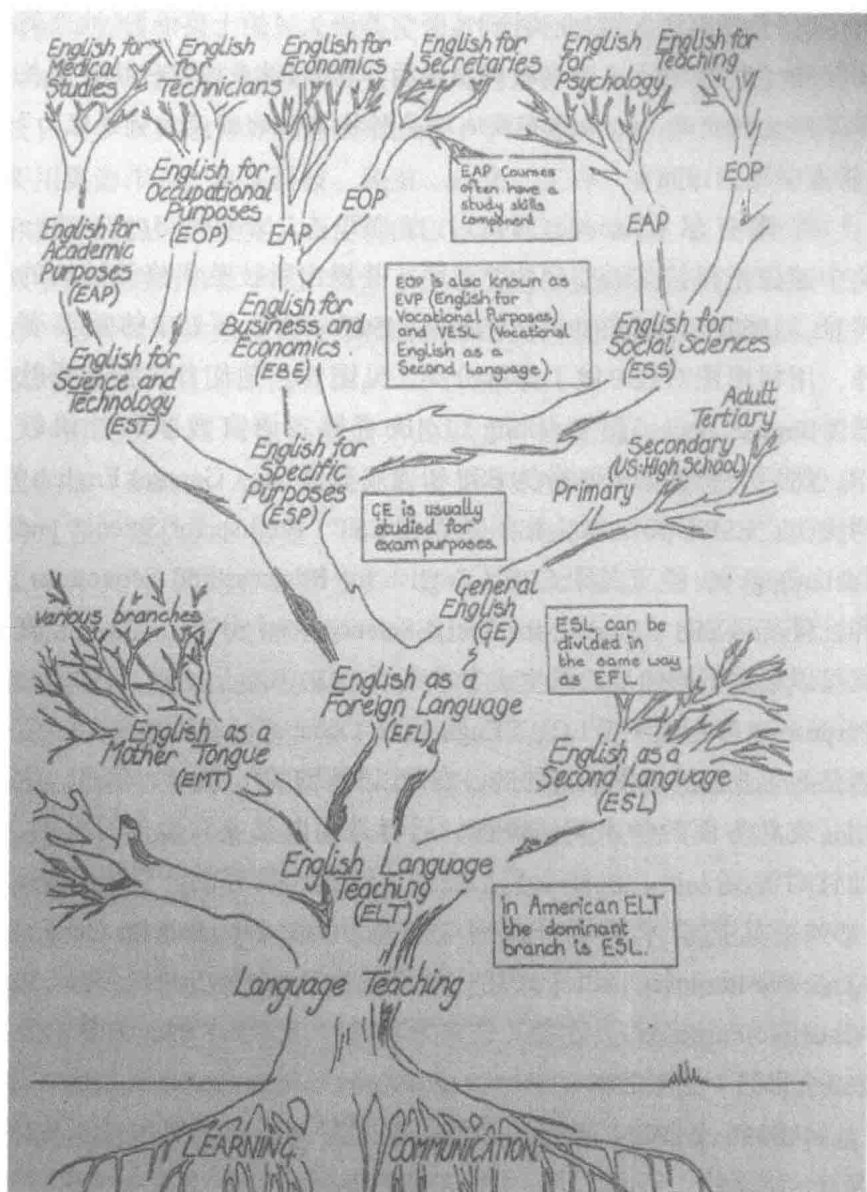 English for
Medical
Studies
English
for
Technicians
English for
Economics
English for
Secretaries
English
for
Psychology
English for
Teaching
EAP Courses
often have a
study skills
component
English for
Occupational
Purposes
(EOP)
EOP
EOP
English for
Academic
Purposes
(EAP)
EAP
EAP
EOP is also known as
EVP (English for
Vocational Purposes)
and VESL (Vocational
English as a
Second Language).
English for
Business and
Economics
(EBE)
English for
Social Sciences
(ESS)
English for
Science and
Technology
(EST)
Adult
Tertiary
Secondary
(US:High School)
Primary
English for
Specific
Purposes
(ESP)
GE is usually
studied for
exam purposes.
General
English
(GE)
ESL can be
divided in
the same way
as EFL.
various branches
English as a
Foreign Language
(EFL)
English as a
Mother Tongue
(EMT)
English as a
Second Language
(ESL)
English Language
Teaching
(ELT)
In American ELT
the dominant
branch is ESL.
Language Teaching
LEARNING
COMMUNICATION